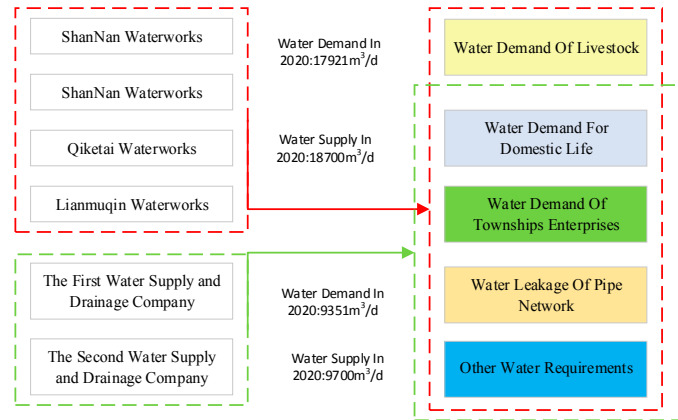 ShanNan Waterworks
ShanNan Waterworks
Qiketai Waterworks
Lianmuqin Waterworks
The First Water Supply and
Drainage Company
The Second Water Supply
and Drainage Company
Water Demand In
2020:17921m³/d
Water Supply In
2020:18700m³/d
Water Demand In
2020:9351m³/d
Water Supply In
2020:9700m³/d
Water Demand Of Livestock
Water Demand For
Domestic Life
Water Demand Of
Townships Enterprises
Water Leakage Of Pipe
Network
Other Water Requirements